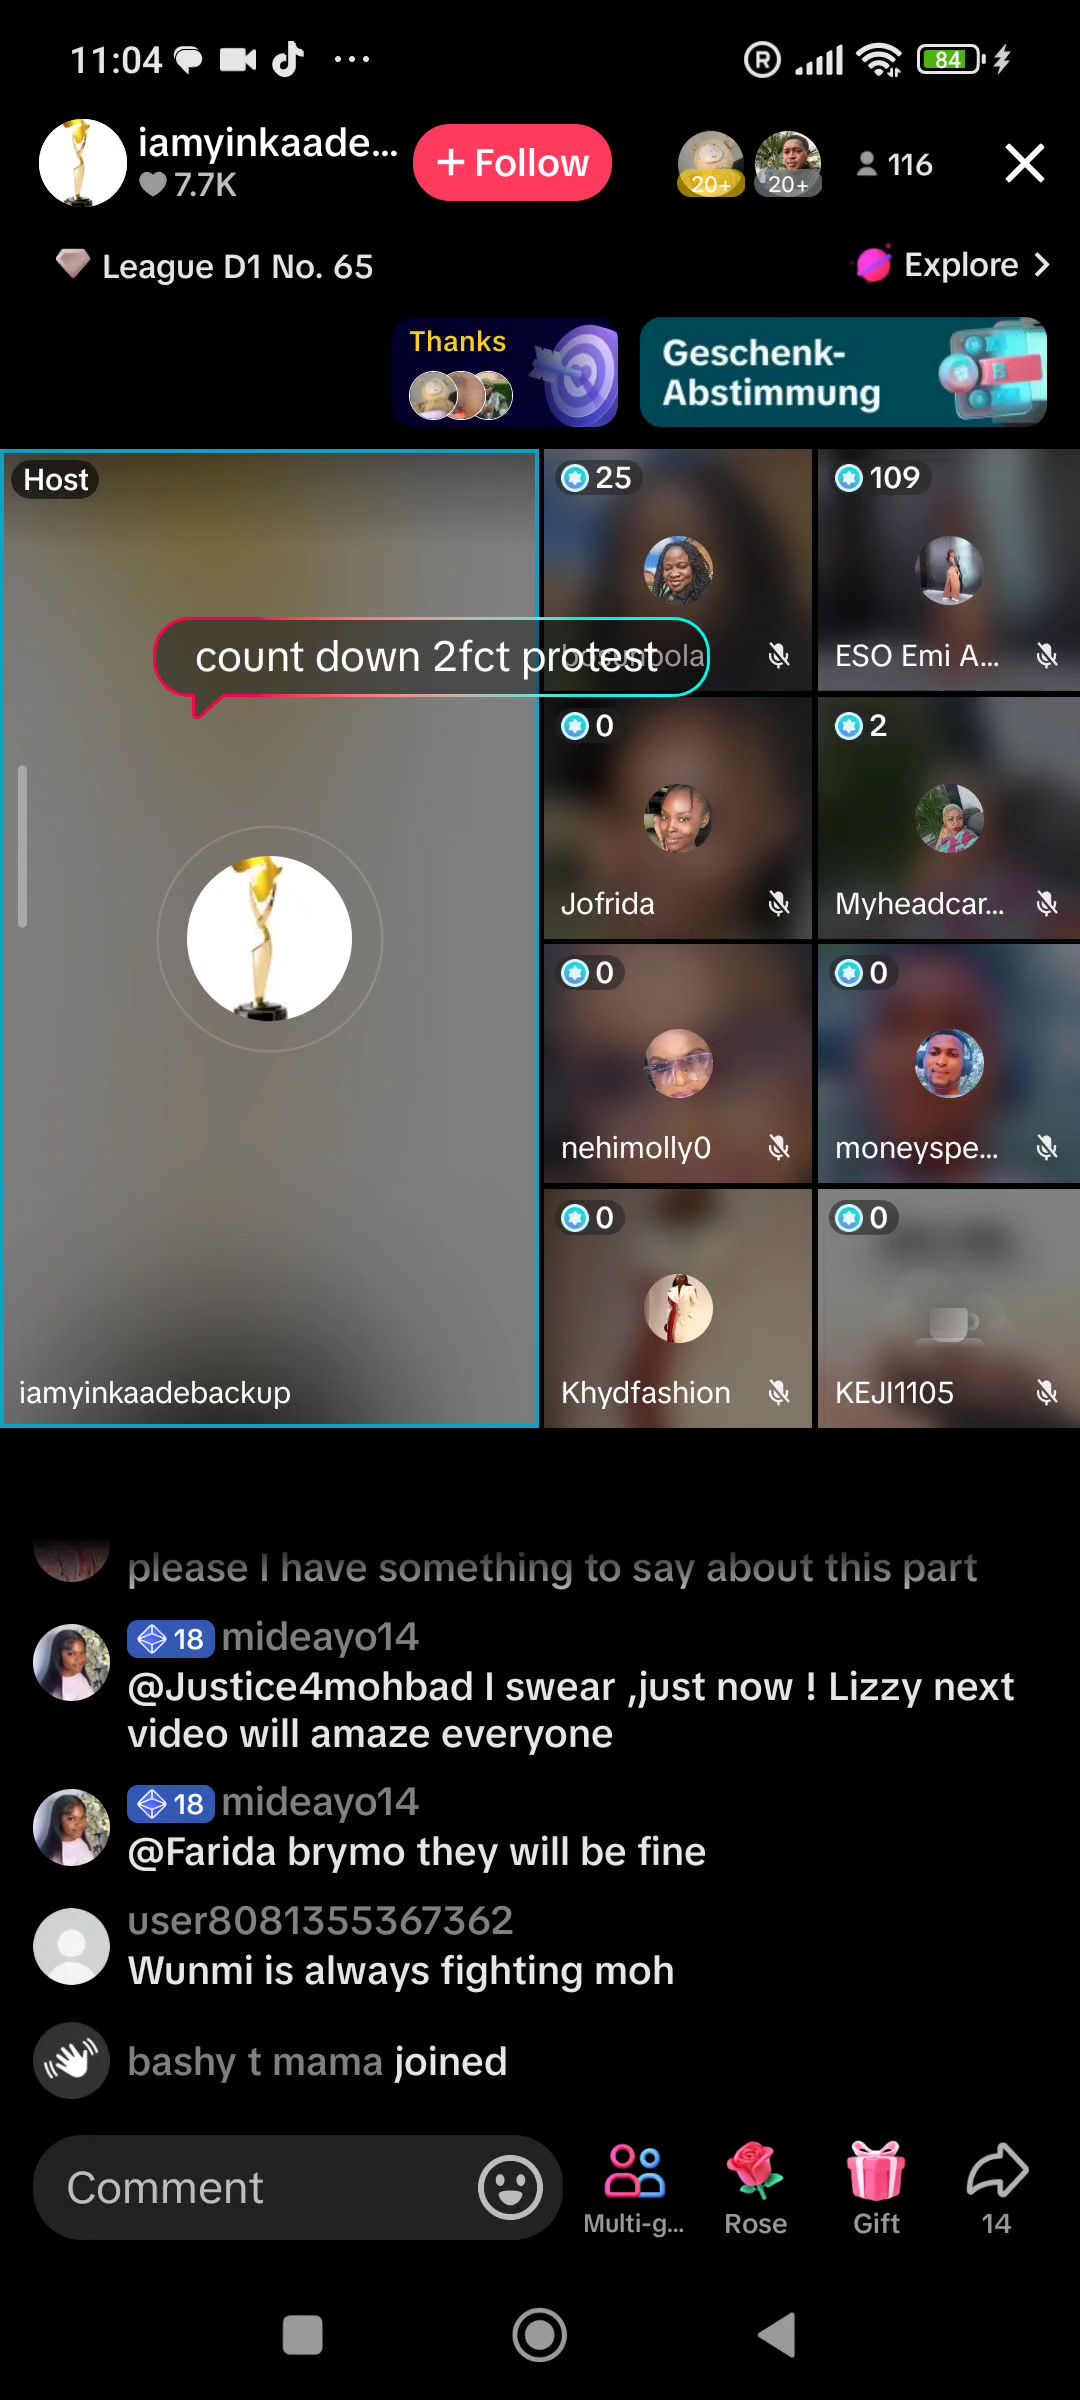 11:04
84
iamyinkaade...
7.7K
+ Follow
20+
20+
116
League D1 No. 65
Explore >
Thanks
Geschenk-
Abstimmung
Host
25
109
count down 2fct protest
ESO Emi A...
0
2
Jofrida
Myheadcar...
0
0
nehimolly0
moneyspe...
0
0
iamyinkaadebackup
Khydfashion
KEJI1105
please I have something to say about this part
18 mideayo14
@Justice4mohbad I swear ,just now ! Lizzy next
video will amaze everyone
18 mideayo14
@Farida brymo they will be fine
user8081355367362
Wunmi is always fighting moh
bashy t mama joined
Comment
Multi-g...
Rose
Gift
14